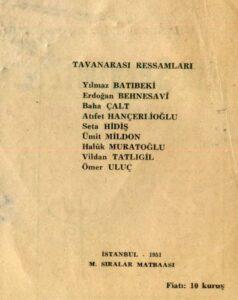 TAVANARASI RESSAMLARI
Yılmaz BATIBEKİ
Erdoğan BEHNESAVİ
Baha ÇALT
Atıfet HANÇERLİOĞLU
Seta HİDİŞ
Ümit MİLDON
Halûk MURATOĞLU
Vildan TATLIGİL
Ömer ULUÇ
İSTANBUL - 1951
M. SIRALAR MATBAASI
Fiatı: 10 kuruş